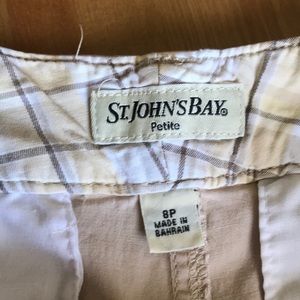 ST. JOHN'S BAY®
Petite
8P
MADE IN
BAHRAIN